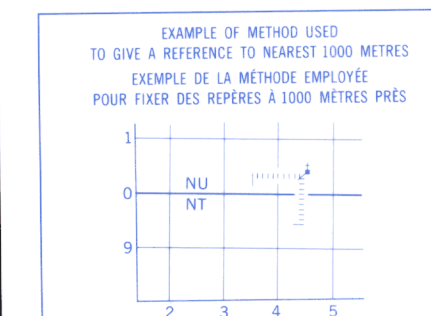 EXAMPLE OF METHOD USED
TO GIVE A REFERENCE TO NEAREST 1000 METRES
EXEMPLE DE LA MÉTHODE EMPLOYÉE
POUR FIXER DES REPÈRES À 1000 MÈTRES PRÈS
1
NU
0
NT
9
2 3 4 5